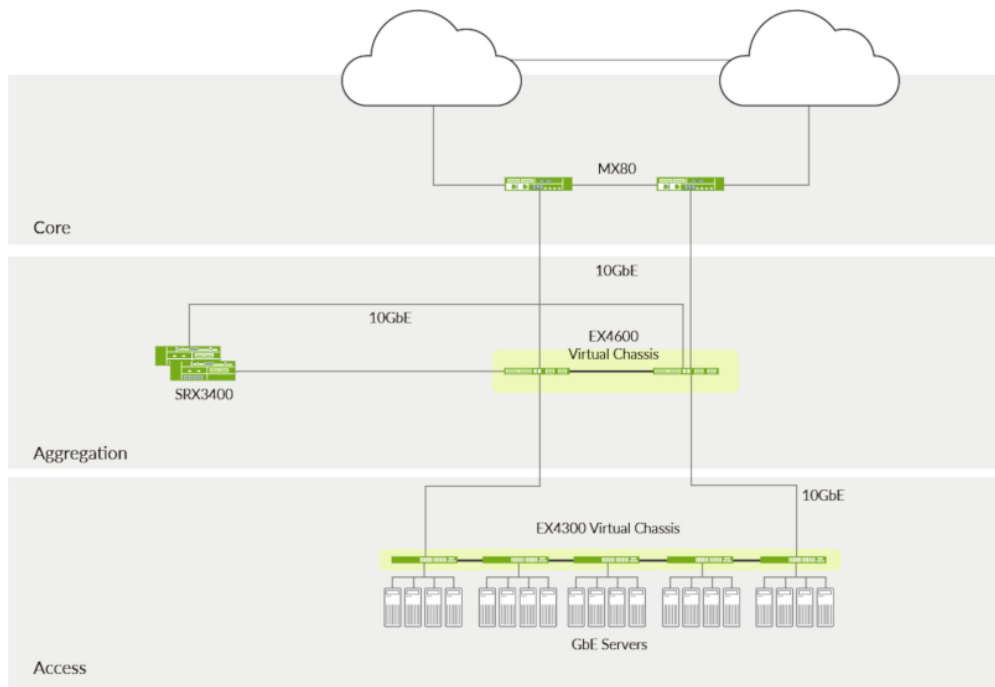 MX80
Core
10GbE
10GbE
EX4600
Virtual Chassis
SRX3400
Aggregation
10GbE
EX4300 Virtual Chassis
GbE Servers
Access